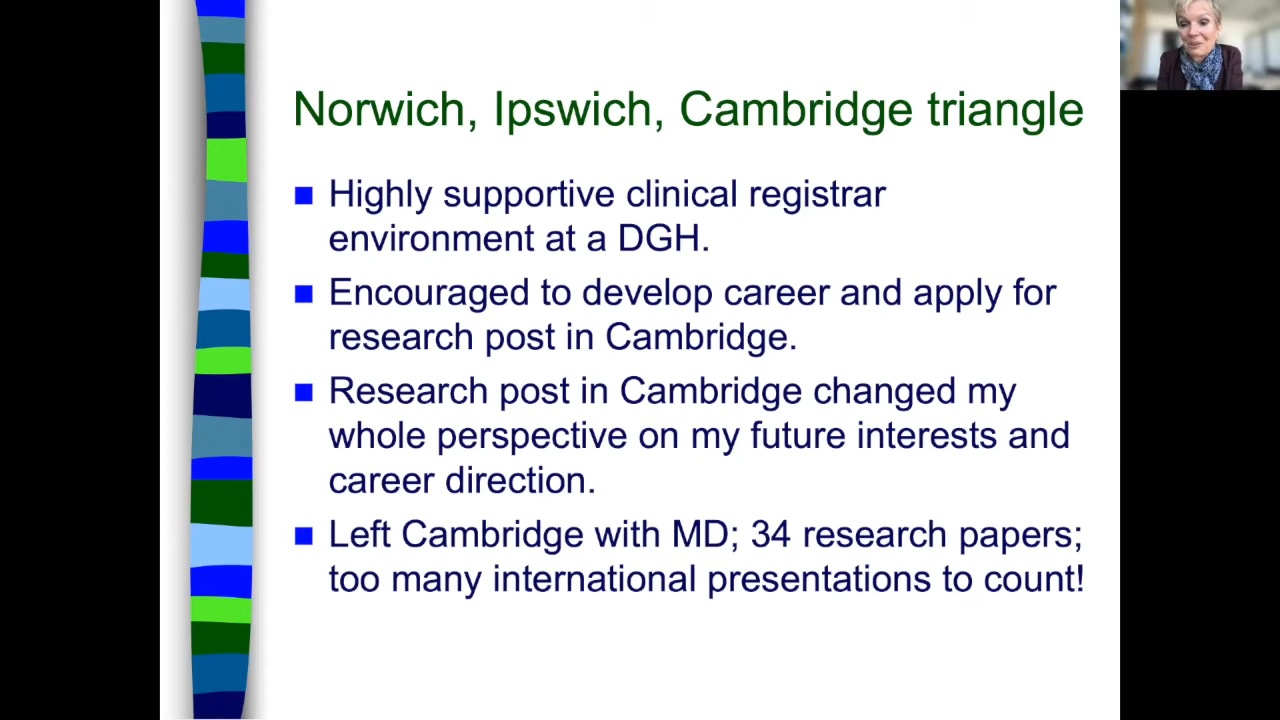 Norwich, Ipswich, Cambridge triangle
Highly supportive clinical registrar
environment at a DGH.
Encouraged to develop career and apply for
research post in Cambridge.
Research post in Cambridge changed my
whole perspective on my future interests and
career direction.
Left Cambridge with MD; 34 research papers;
too many international presentations to count!